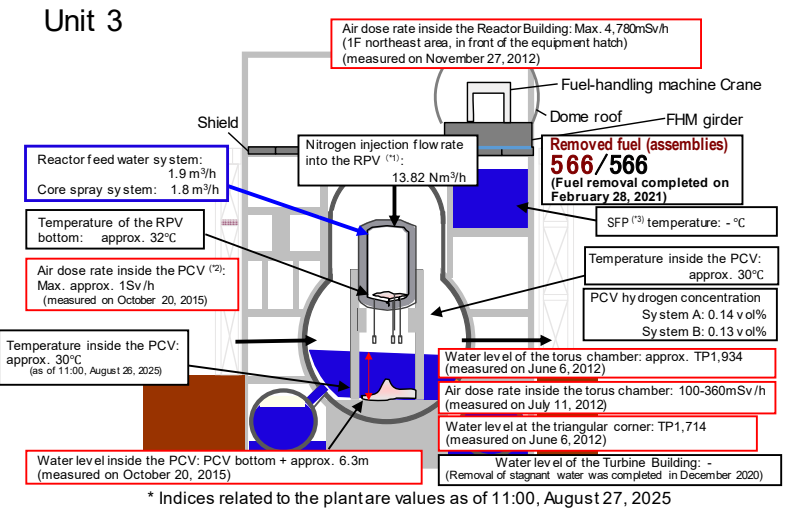 Unit 3
Air dose rate inside the Reactor Building: Max. 4,780mSv/h
(1F northeast area, in front of the equipment hatch)
(measured on November 27, 2012)
Fuel-handling machine Crane
Dome roof
FHM girder
Shield
Nitrogen injection flow rate
into the RPV (*1):
13.82 Nm³/h
Removed fuel (assemblies)
566/566
(Fuel removal completed on
February 28, 2021)
Reactor feed water system:
1.9 m³/h
Core spray system: 1.8 m³/h
SFP (*3) temperature: -℃
Temperature of the RPV
bottom: approx. 32℃
Temperature inside the PCV:
approx. 30℃
Air dose rate inside the PCV (*2):
Max. approx. 1Sv/h
(measured on October 20, 2015)
PCV hydrogen concentration
System A: 0.14 vol%
System B: 0.13 vol%
Temperature inside the PCV:
approx. 30℃
(as of 11:00, August 26, 2025)
Water level of the torus chamber: approx. TP1,934
(measured on June 6, 2012)
Air dose rate inside the torus chamber: 100-360mSv/h
(measured on July 11, 2012)
Water level at the triangular corner: TP1,714
(measured on June 6, 2012)
Water level inside the PCV: PCV bottom + approx. 6.3m
(measured on October 20, 2015)
Water level of the Turbine Building: -
(Removal of stagnant water was completed in December 2020)
* Indices related to the plant are values as of 11:00, August 27, 2025